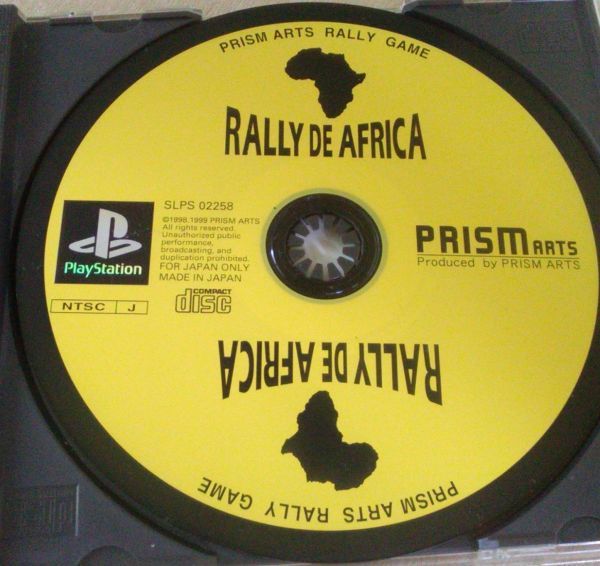 PRISM ARTS RALLY GAME
RALLY DE AFRICA
SLPS 02258
©1998.1999 PRISM ARTS
All rights reserved.
Unauthorized public
performance,
broadcasting, and
duplication prohibited.
FOR JAPAN ONLY
MADE IN JAPAN
PlayStation
NTSC J
COMPACT
disc
PRISM ARTS
Produced by PRISM ARTS
RALLY DE AFRICA
PRISM ARTS RALLY GAME